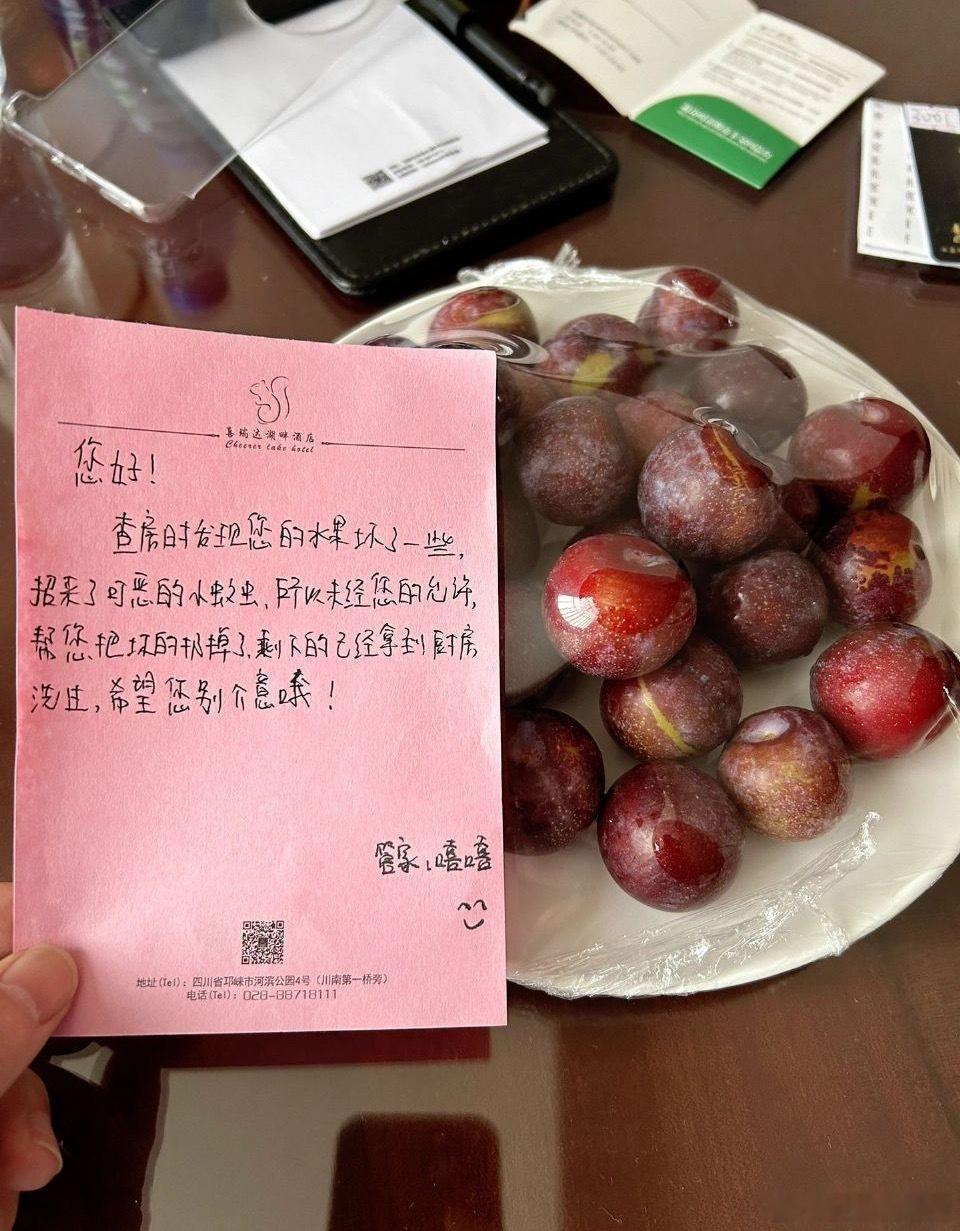 喜瑞达湖畔酒店
Cheerer lake hotel
您好!
查房时发现您的水果坏了一些,
招来了可恶的小蚊虫、所以未经您的允许,
帮您把坏的扔掉了、剩下的已经拿到厨房
洗过,希望您别介意哦!
管家、嘻嘻
地址(Tel):四川省邛崃市河滨公园4号(川南第一桥旁)
电话(Tel):028-88718111